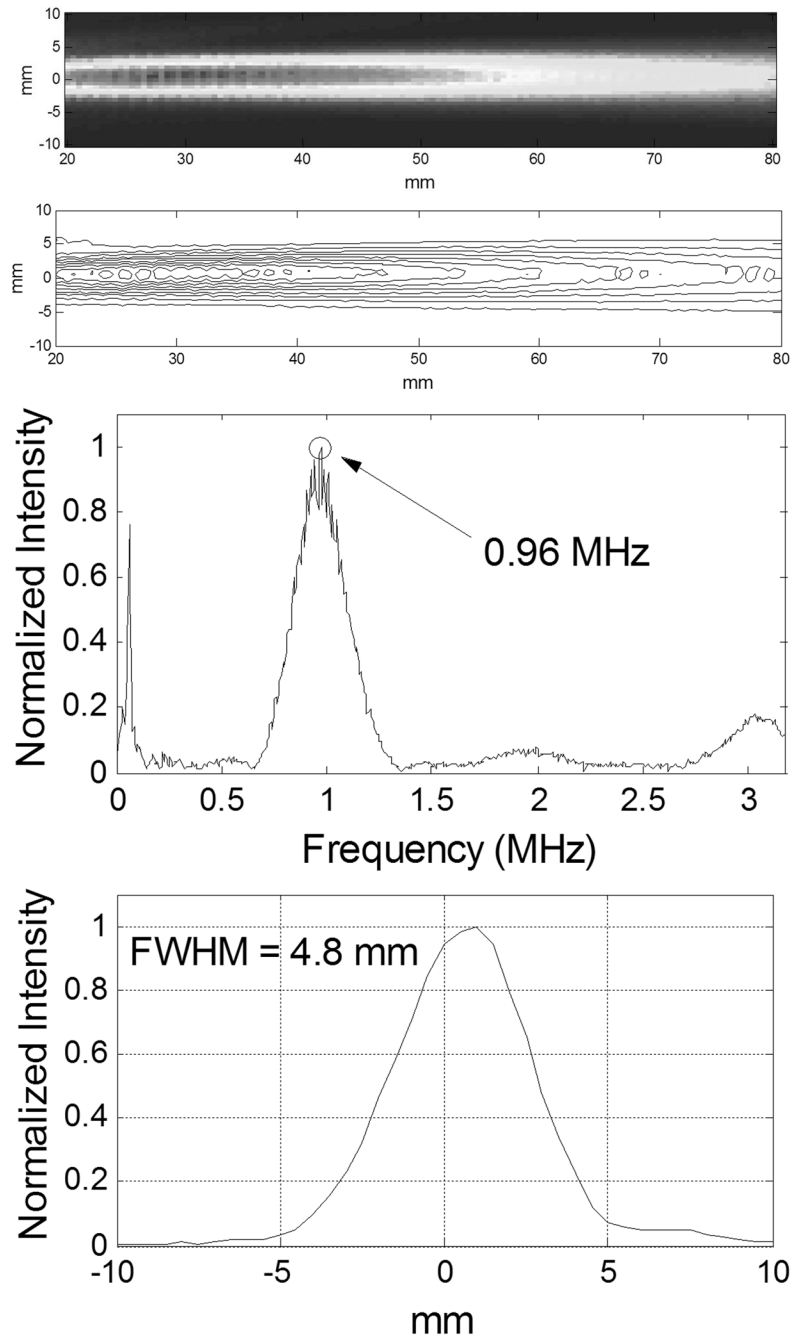 10
5
0
-5
-10
mm
20 30 40 50 60 70 80
mm
10
5
0
-5
-10
mm
20 30 40 50 60 70 80
mm
Normalized Intensity
1
0.8
0.6
0.4
0.2
0
0.96 MHz
0 0.5 1 1.5 2 2.5 3
Frequency (MHz)
Normalized Intensity
1
0.8
0.6
0.4
0.2
0
FWHM = 4.8 mm
-10 -5 0 5 10
mm